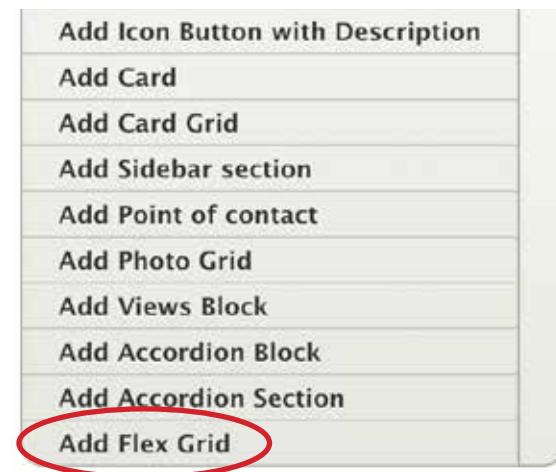 Add Icon Button with Description
Add Card
Add Card Grid
Add Sidebar section
Add Point of contact
Add Photo Grid
Add Views Block
Add Accordion Block
Add Accordion Section
Add Flex Grid